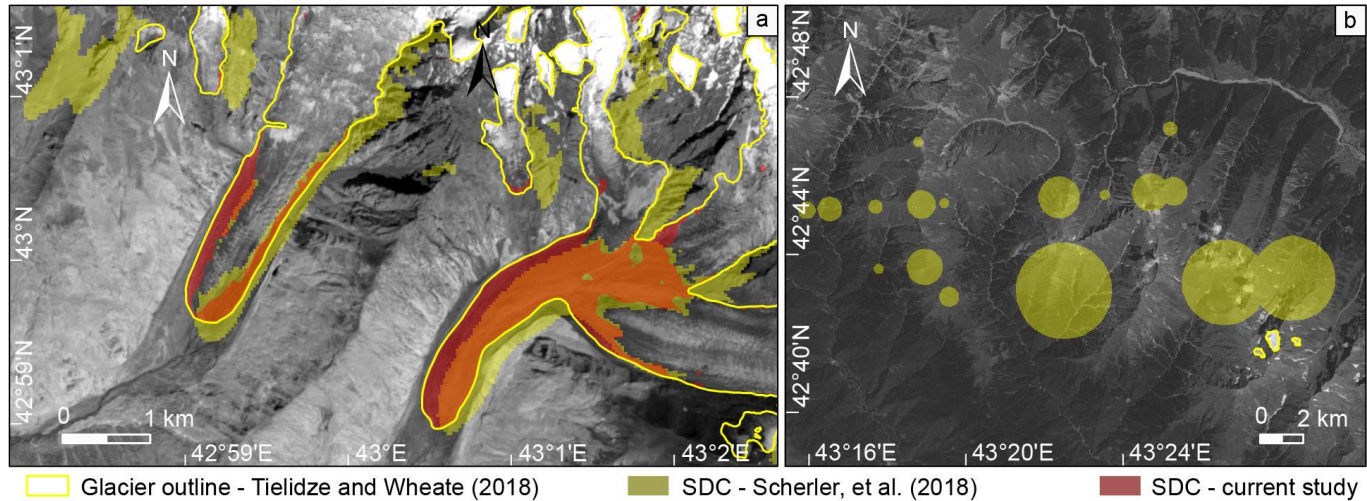 a
N
N
43°1'N
43°N
42°59'N
0 1 km
42°59'E 43°E 43°1'E 43°2'E
b
N
42°48'N
42°44'N
42°40'N
0 2 km
43°16'E 43°20'E 43°24'E
Glacier outline - Tielidze and Wheate (2018) SDC - Scherler, et al. (2018) SDC - current study